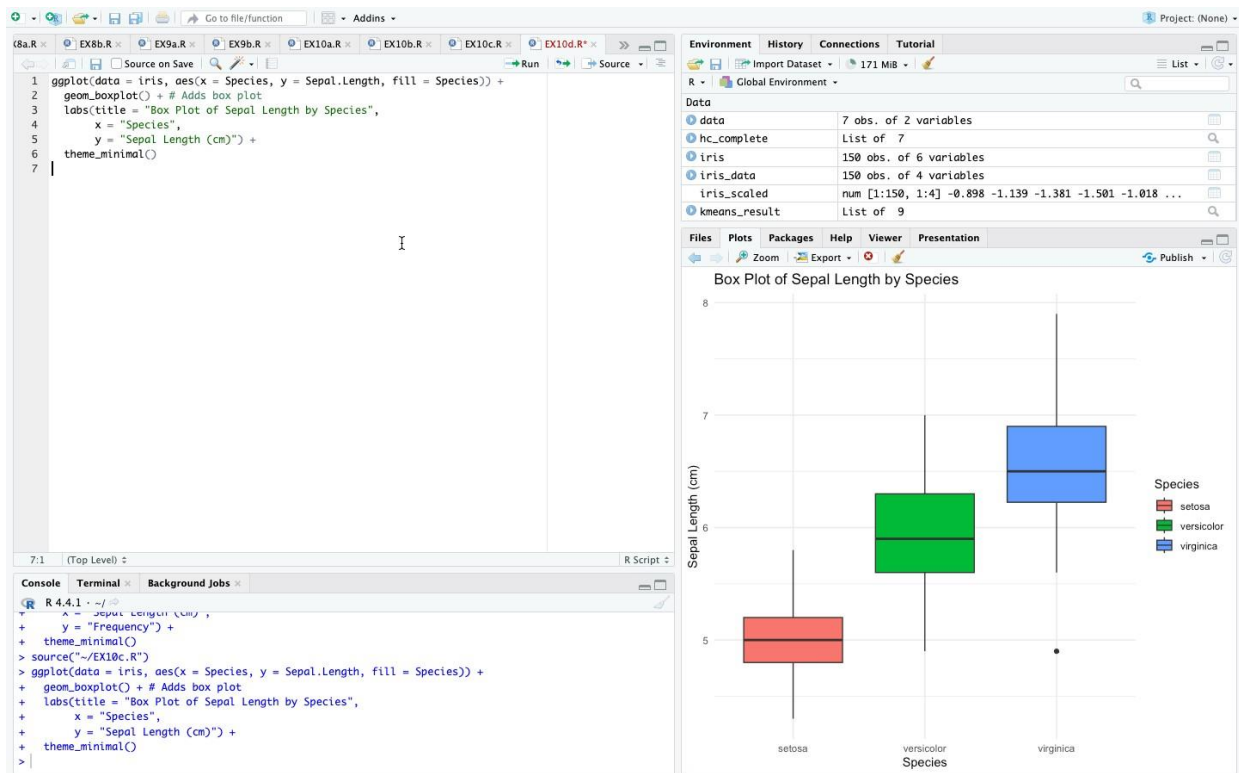 Go to file/function
Addins
Project: (None)
(8a.R
EX8b.R
EX9a.R
EX9b.R
EX10a.R
EX10b.R
EX10c.R
EX10d.R*
Source on Save
Run
Source
1 ggplot(data = iris, aes(x = Species, y = Sepal.Length, fill = Species)) +
2   geom_boxplot() + # Adds box plot
3   labs(title = "Box Plot of Sepal Length by Species",
4        x = "Species",
5        y = "Sepal Length (cm)") +
6   theme_minimal()
7
7:1 (Top Level)
R Script
Console Terminal Background Jobs
R 4.4.1 · ~/
+ x = "Sepal Length (cm)",
+ y = "Frequency") +
+ theme_minimal()
> source("~/EX10c.R")
> ggplot(data = iris, aes(x = Species, y = Sepal.Length, fill = Species)) +
+ geom_boxplot() + # Adds box plot
+ labs(title = "Box Plot of Sepal Length by Species",
+ x = "Species",
+ y = "Sepal Length (cm)") +
+ theme_minimal()
>
Environment History Connections Tutorial
Import Dataset 171 MiB List
R Global Environment
Data
data 7 obs. of 2 variables
hc_complete List of 7
iris 150 obs. of 6 variables
iris_data 150 obs. of 4 variables
iris_scaled num [1:150, 1:4] -0.898 -1.139 -1.381 -1.501 -1.018 ...
kmeans_result List of 9
Files Plots Packages Help Viewer Presentation
Zoom Export Publish
Box Plot of Sepal Length by Species
8
7
6
5
Sepal Length (cm)
setosa versicolor virginica
Species
Species
setosa
versicolor
virginica